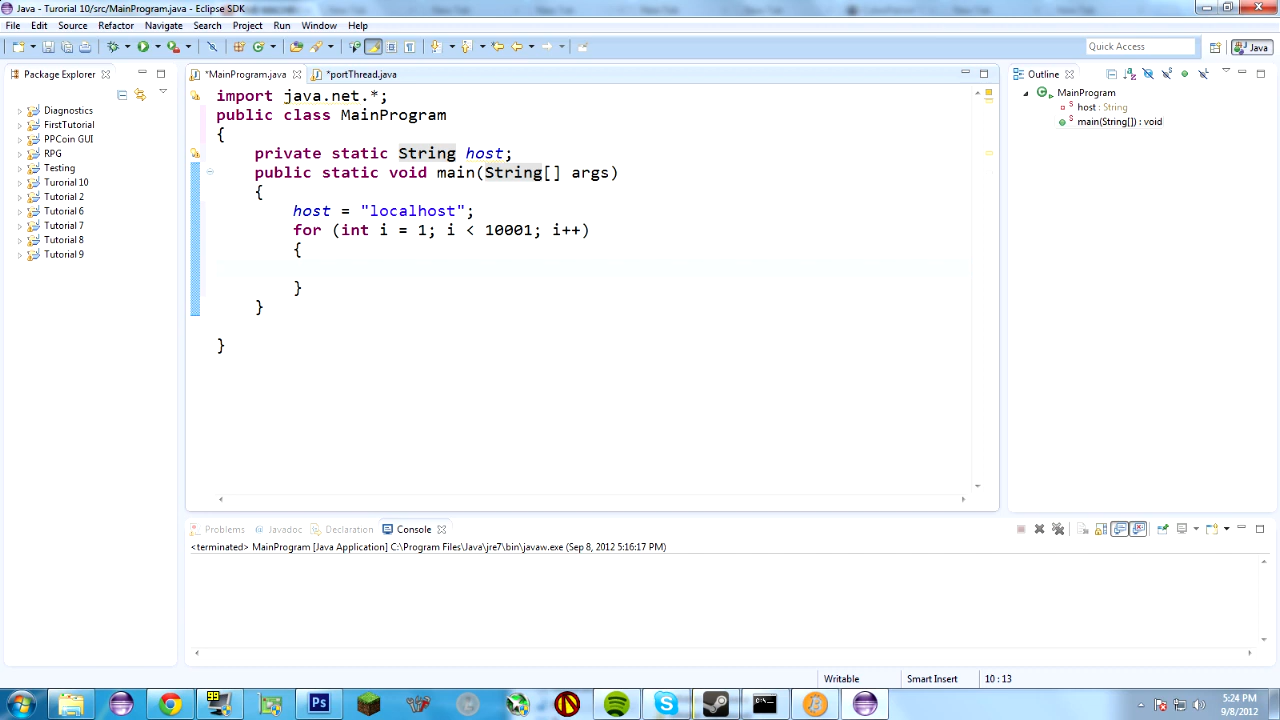 Java - Tutorial 10/src/MainProgram.java - Eclipse SDK
File Edit Source Refactor Navigate Search Project Run Window Help
Quick Access
Java
Package Explorer
*MainProgram.java
*portThread.java
Outline
Diagnostics
FirstTutorial
PPCoin GUI
RPG
Testing
Tutorial 10
Tutorial 2
Tutorial 6
Tutorial 7
Tutorial 8
Tutorial 9
import java.net.*;
public class MainProgram
{
private static String host;
public static void main(String[] args)
{
host = "localhost";
for (int i = 1; i < 10001; i++)
{
}
}
}
MainProgram
host : String
main(String[]) : void
Problems @ Javadoc Declaration Console
<terminated> MainProgram [Java Application] C:\Program Files\Java\jre7\bin\javaw.exe (Sep 8, 2012 5:16:17 PM)
Writable Smart Insert 10 : 13
99
Ps
5:24 PM
9/8/2012